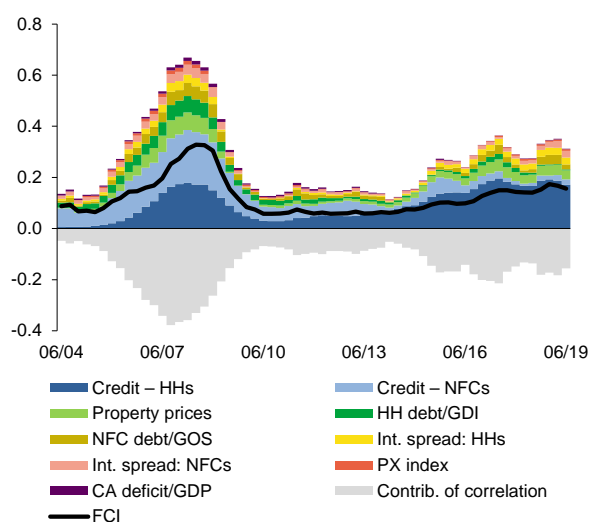 0.8
0.6
0.4
0.2
0.0
-0.2
-0.4
06/04 06/07 06/10 06/13 06/16 06/19
Credit – HHs Credit – NFCs
Property prices HH debt/GDI
NFC debt/GOS Int. spread: HHs
Int. spread: NFCs PX index
CA deficit/GDP Contrib. of correlation
FCI